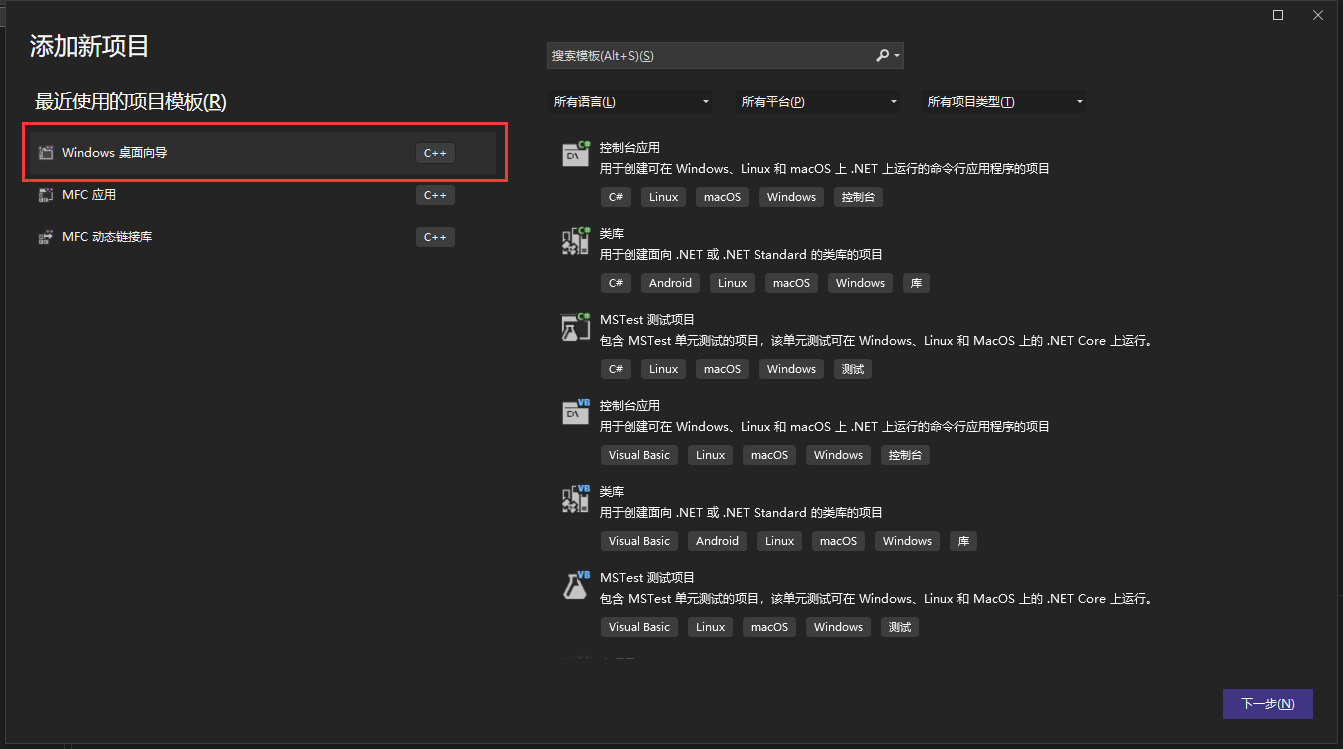 添加新项目
最近使用的项目模板(R)
Windows 桌面向导 C++
MFC 应用 C++
MFC 动态链接库 C++
搜索模板(Alt+S)(S)
所有语言(L) 所有平台(P) 所有项目类型(T)
控制台应用
用于创建可在 Windows、Linux 和 macOS 上 .NET 上运行的命令行应用程序的项目
C# Linux macOS Windows 控制台
类库
用于创建面向 .NET 或 .NET Standard 的类库的项目
C# Android Linux macOS Windows 库
MSTest 测试项目
包含 MSTest 单元测试的项目，该单元测试可在 Windows、Linux 和 MacOS 上的 .NET Core 上运行。
C# Linux macOS Windows 测试
控制台应用
用于创建可在 Windows、Linux 和 macOS 上 .NET 上运行的命令行应用程序的项目
Visual Basic Linux macOS Windows 控制台
类库
用于创建面向 .NET 或 .NET Standard 的类库的项目
Visual Basic Android Linux macOS Windows 库
MSTest 测试项目
包含 MSTest 单元测试的项目，该单元测试可在 Windows、Linux 和 MacOS 上的 .NET Core 上运行。
Visual Basic Linux macOS Windows 测试
下一步(N)